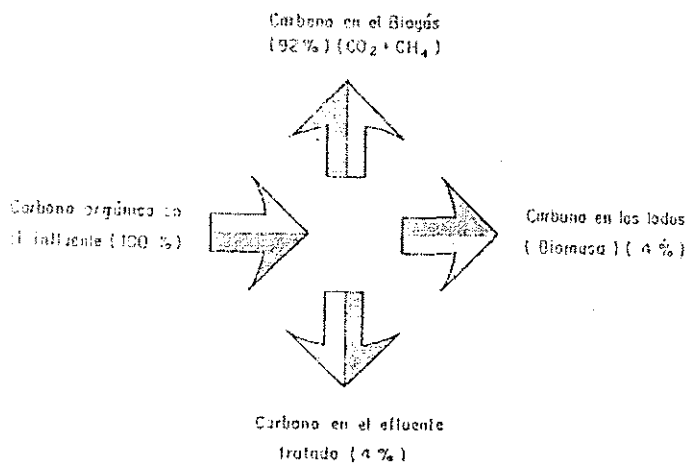 Carbono en el Biogás
(92 %) (CO₂ + CH₄)
Carbono orgánico en
el influente (100 %)
Carbono en los lodos
( Biomasa ) ( 4 %)
Carbono en el efluente
tratado (4 %)